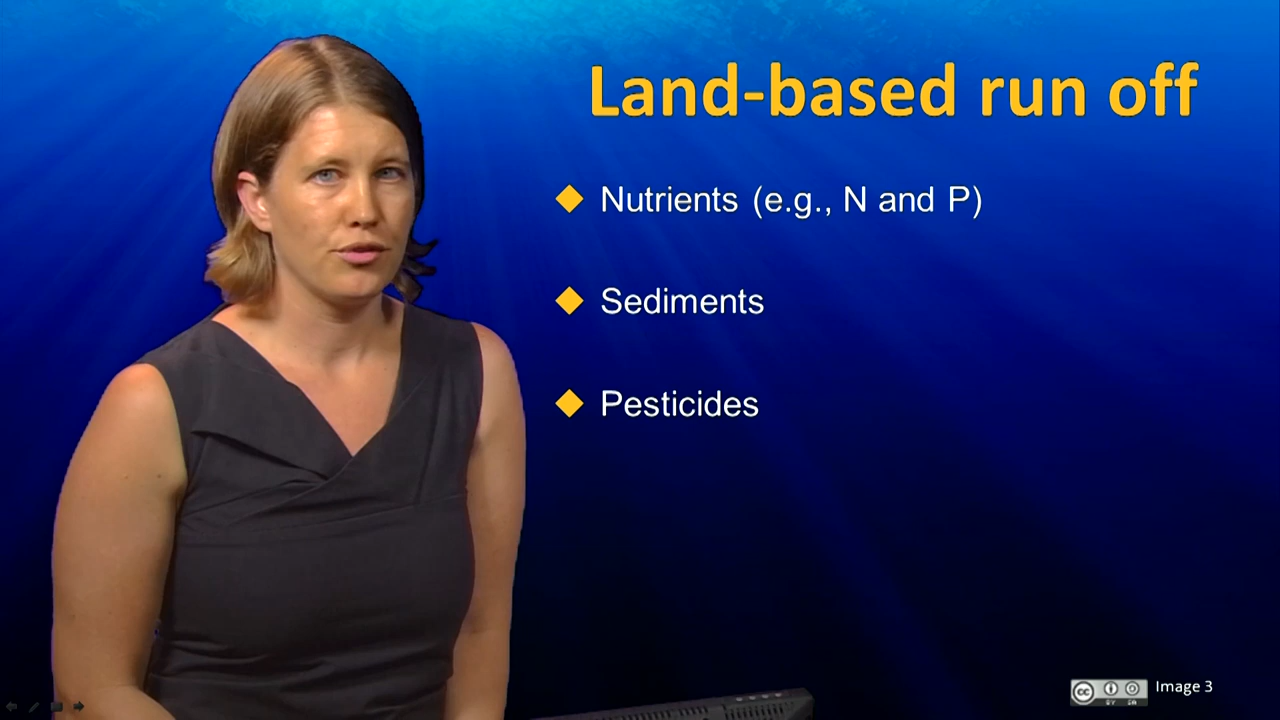 Land-based run off
Nutrients (e.g., N and P)
Sediments
Pesticides
Image 3